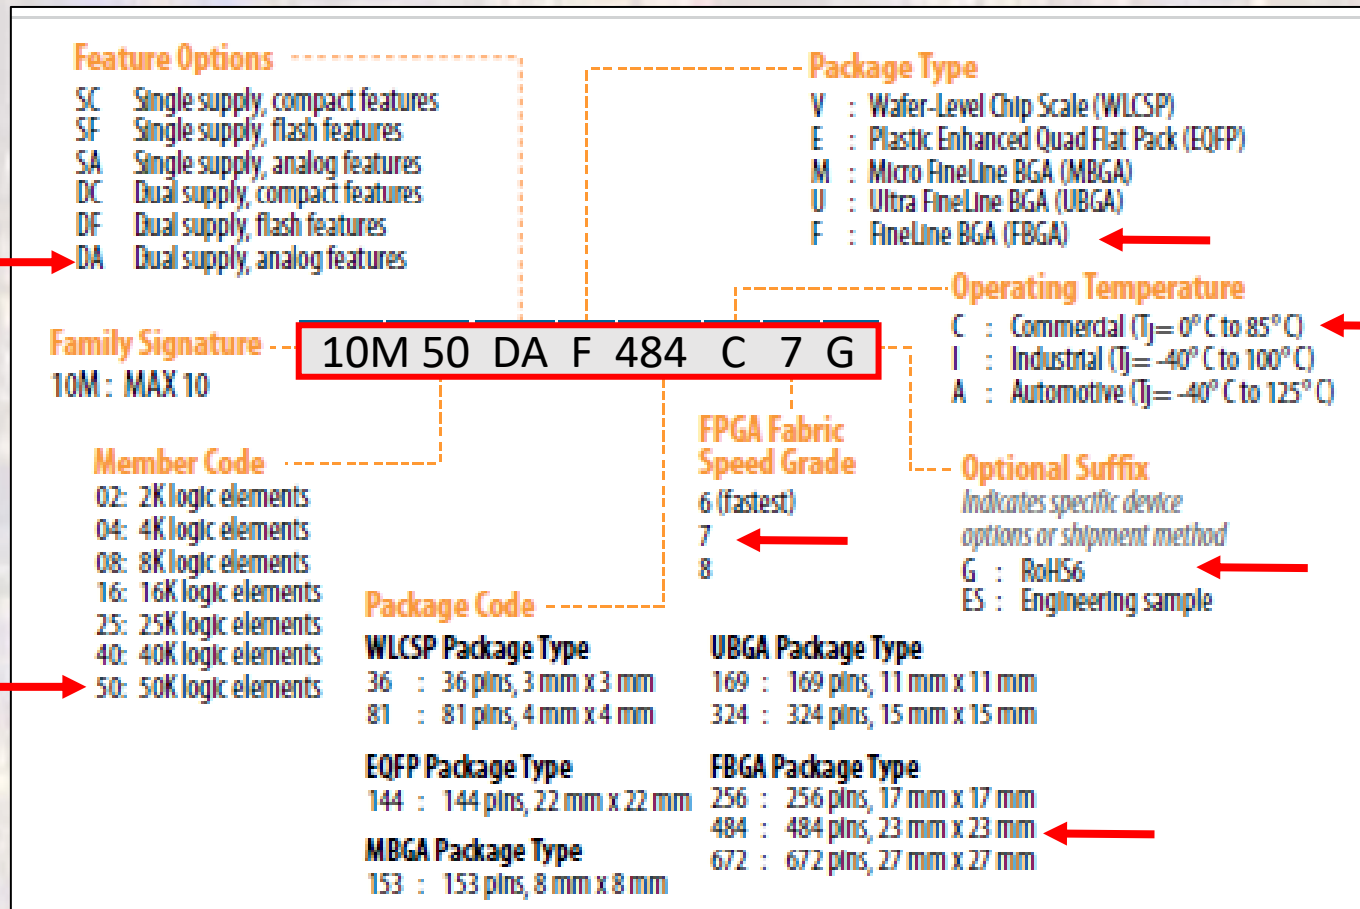 Feature Options
SC Single supply, compact features
SF Single supply, flash features
SA Single supply, analog features
DC Dual supply, compact features
DF Dual supply, flash features
DA Dual supply, analog features
Package Type
V : Wafer-Level Chip Scale (WLCSP)
E : Plastic Enhanced Quad Flat Pack (EQFP)
M : Micro FineLine BGA (MBGA)
U : Ultra FineLine BGA (UBGA)
F : FineLine BGA (FBGA)
Operating Temperature
C : Commercial (Tj= 0° C to 85° C)
I : Industrial (Tj= -40° C to 100° C)
A : Automotive (Tj= -40° C to 125° C)
Family Signature
10M : MAX 10
10M 50 DA F 484 C 7 G
Member Code
02: 2K logic elements
04: 4K logic elements
08: 8K logic elements
16: 16K logic elements
25: 25K logic elements
40: 40K logic elements
50: 50K logic elements
FPGA Fabric
Speed Grade
6 (fastest)
7
8
Optional Suffix
Indicates specific device
options or shipment method
G : RoHS6
ES : Engineering sample
Package Code
WLCSP Package Type
36 : 36 pins, 3 mm x 3 mm
81 : 81 pins, 4 mm x 4 mm
EQFP Package Type
144 : 144 pins, 22 mm x 22 mm
MBGA Package Type
153 : 153 pins, 8 mm x 8 mm
UBGA Package Type
169 : 169 pins, 11 mm x 11 mm
324 : 324 pins, 15 mm x 15 mm
FBGA Package Type
256 : 256 pins, 17 mm x 17 mm
484 : 484 pins, 23 mm x 23 mm
672 : 672 pins, 27 mm x 27 mm